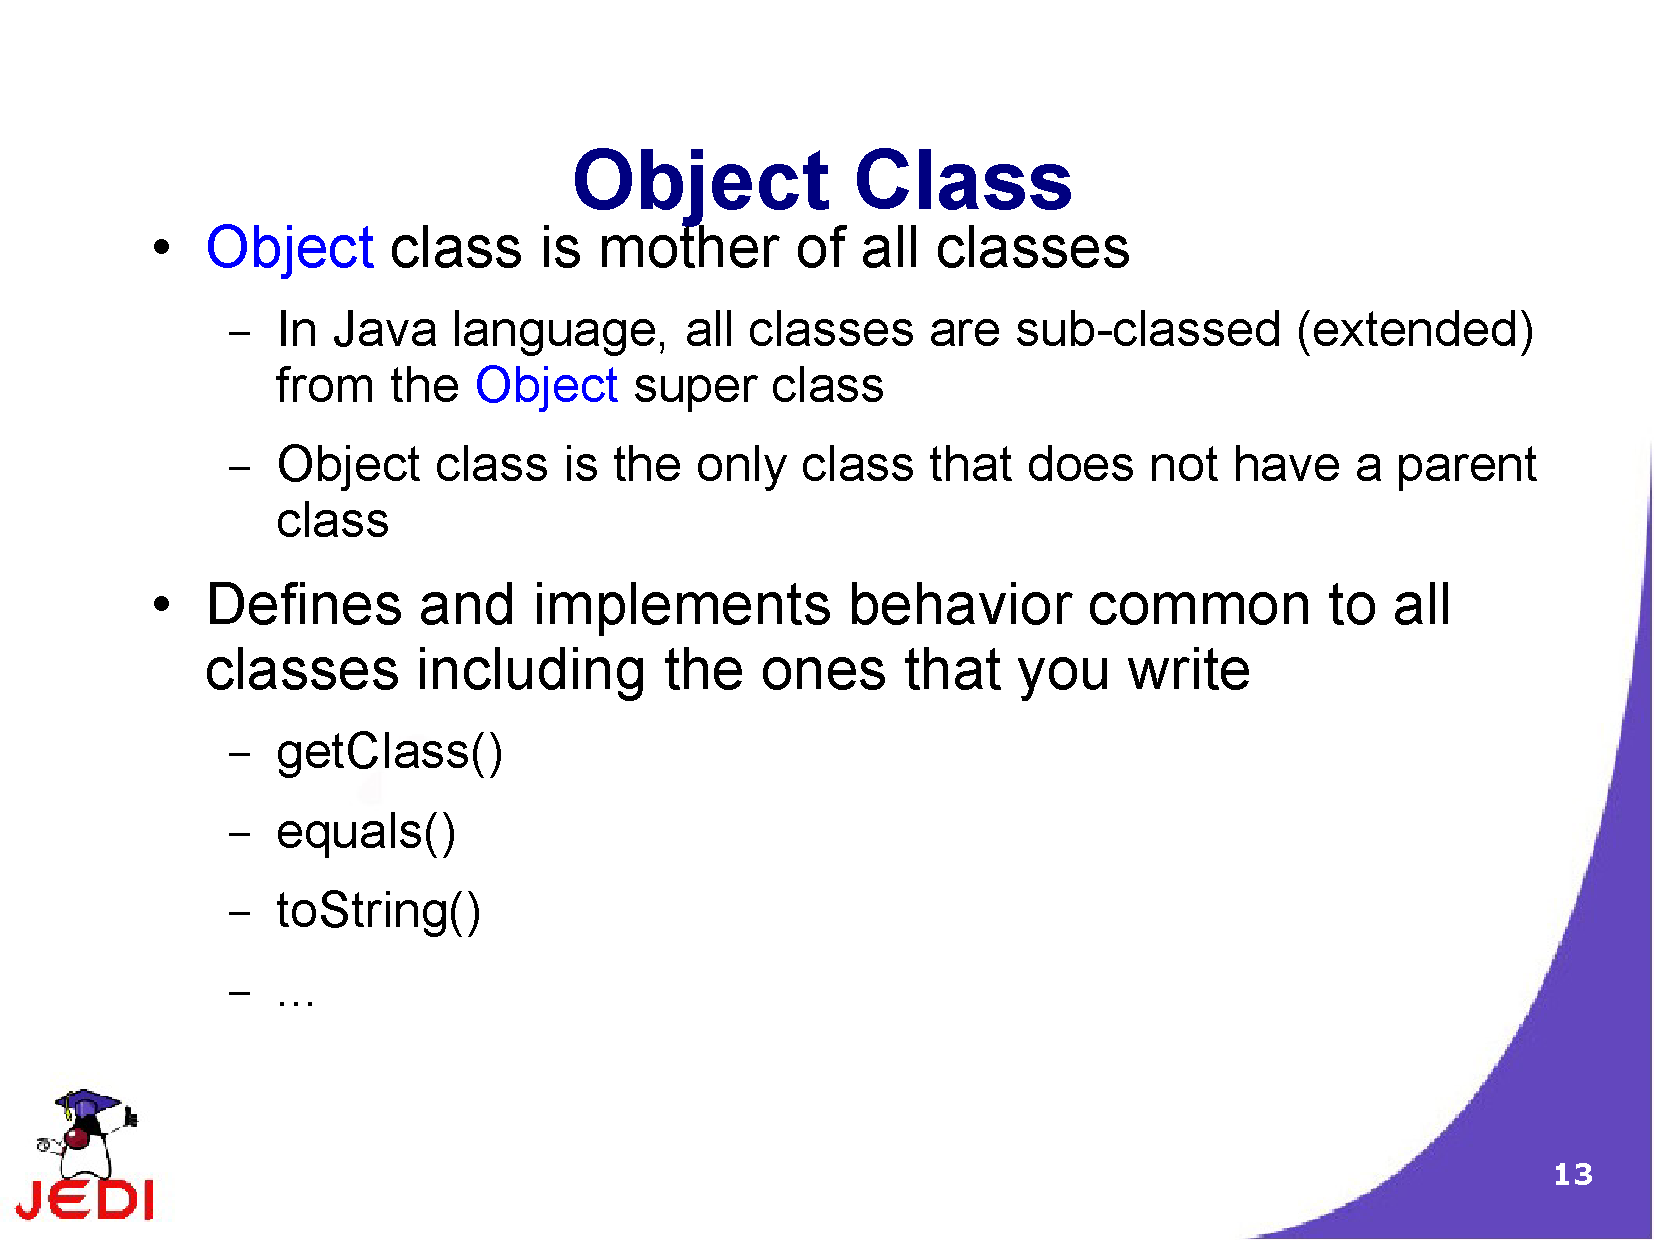 Object Class
• Object class is mother of all classes
– In Java language, all classes are sub-classed (extended)
from the Object super class
– Object class is the only class that does not have a parent
class
• Defines and implements behavior common to all
classes including the ones that you write
– getClass()
– equals()
– toString()
– ...
JEDI
13